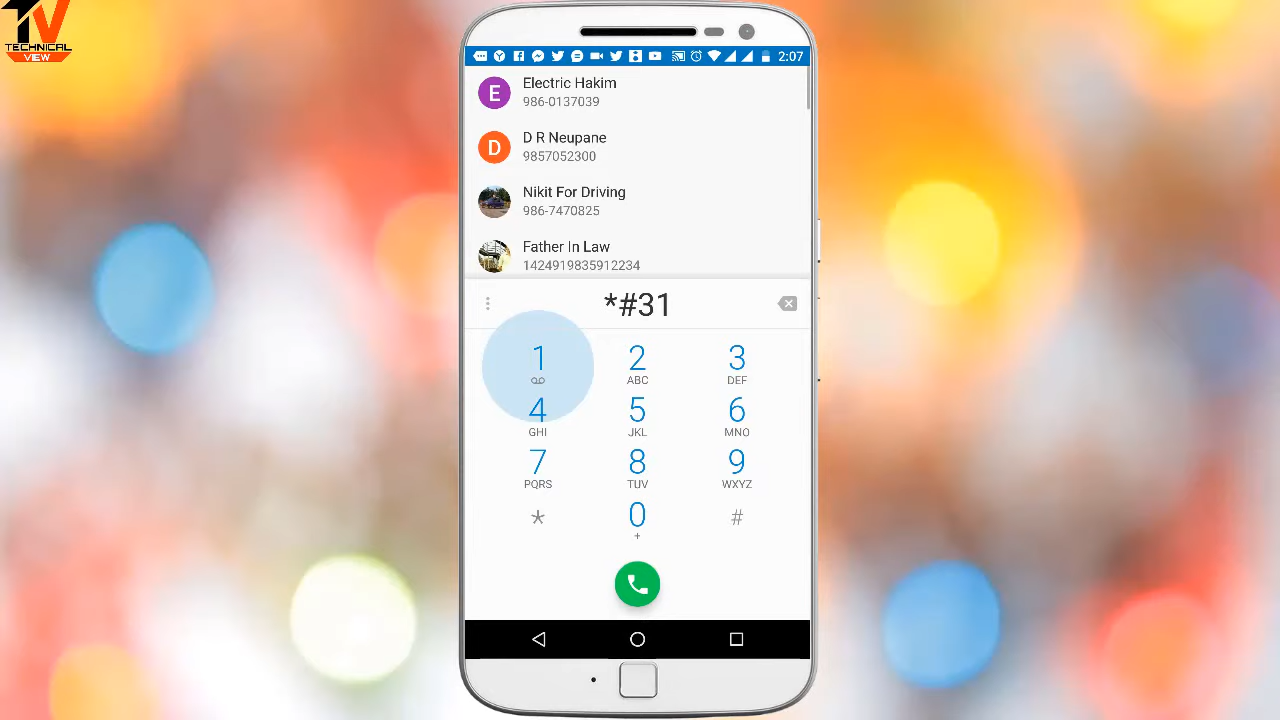 TV
TECHNICAL
VIEW
2:07
E
Electric Hakim
986-0137039
D
D R Neupane
9857052300
Nikit For Driving
986-7470825
Father In Law
1424919835912234
*#31
1 2 3
ABC DEF
4 5 6
GHI JKL MNO
7 8 9
PQRS TUV WXYZ
* 0 #
+